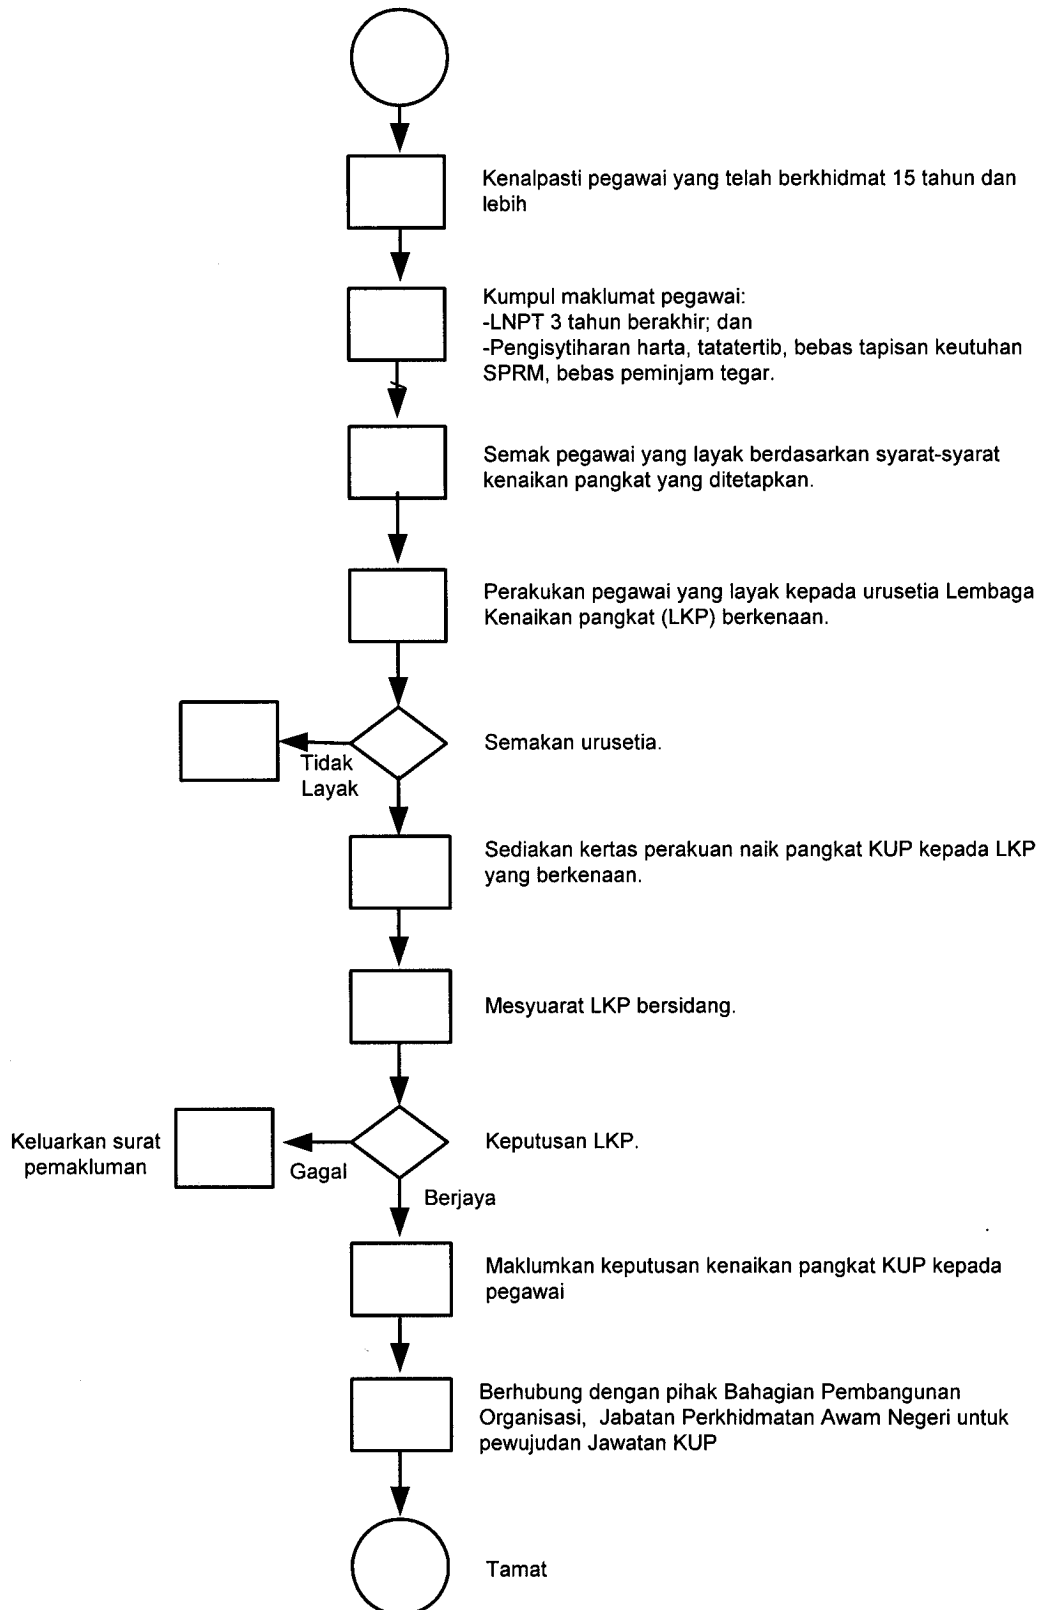 Kenalpasti pegawai yang telah berkhidmat 15 tahun dan
lebih
Kumpul maklumat pegawai:
-LNPT 3 tahun berakhir; dan
-Pengisytiharan harta, tatatertib, bebas tapisan keutuhan
SPRM, bebas peminjam tegar.
Semak pegawai yang layak berdasarkan syarat-syarat
kenaikan pangkat yang ditetapkan.
Perakukan pegawai yang layak kepada urusetia Lembaga
Kenaikan pangkat (LKP) berkenaan.
Semakan urusetia.
Tidak
Layak
Sediakan kertas perakuan naik pangkat KUP kepada LKP
yang berkenaan.
Mesyuarat LKP bersidang.
Keluarkan surat
pemakluman
Gagal
Keputusan LKP.
Berjaya
Maklumkan keputusan kenaikan pangkat KUP kepada
pegawai
Berhubung dengan pihak Bahagian Pembangunan
Organisasi, Jabatan Perkhidmatan Awam Negeri untuk
pewujudan Jawatan KUP
Tamat